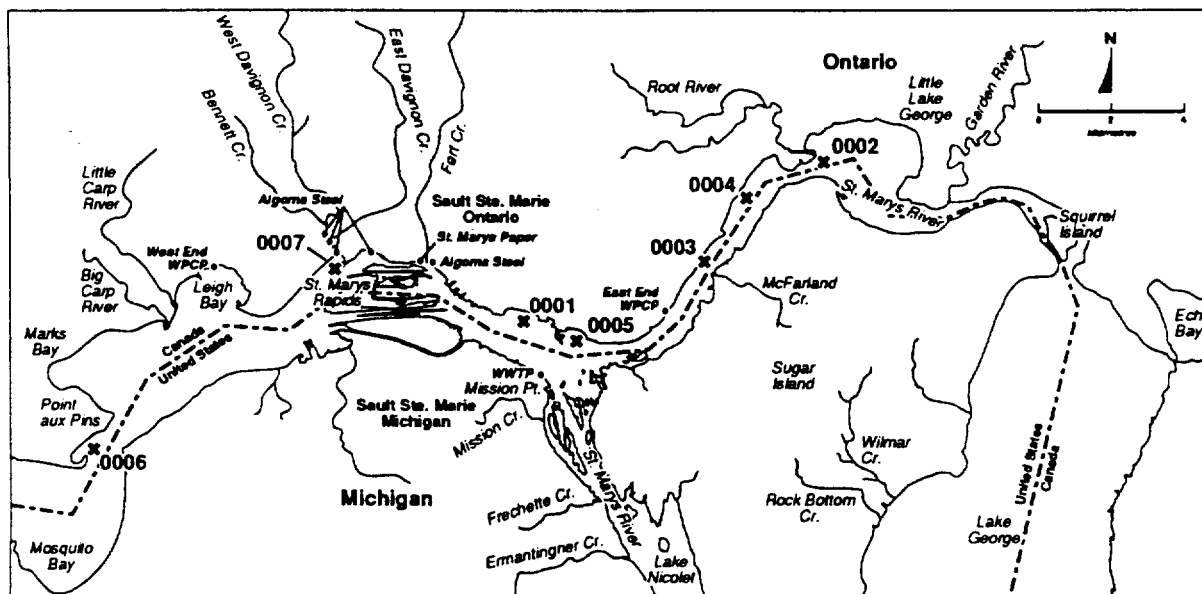 West Davignon Cr.
East Davignon Cr.
Bennett Cr.
Fort Cr.
Root River
Ontario
Little
Lake
George
Garden River
N
0
2
4
Kilometres
0002
0004
Little
Carp
River
Algoma Steel
Sault Ste. Marie
Ontario
St. Marys River
Squirrel
Island
0007
St. Marys Paper
Algoma Steel
West End
WPCP
0003
Big
Carp
River
Leigh
Bay
St. Marys
Rapids
McFarland
Cr.
East End
WPCP
0001
0005
Marks
Bay
Canada
United States
Sugar
Island
WWTP
Mission Pt.
Point
aux Pins
Sault Ste. Marie
Michigan
Mission Cr.
0006
Wilmar
Cr.
United States
Canada
St. Marys River
Michigan
Frechette Cr.
Rock Bottom
Cr.
Lake
George
Mosquito
Bay
Ermantingner Cr.
Lake
Nicolet
Bay